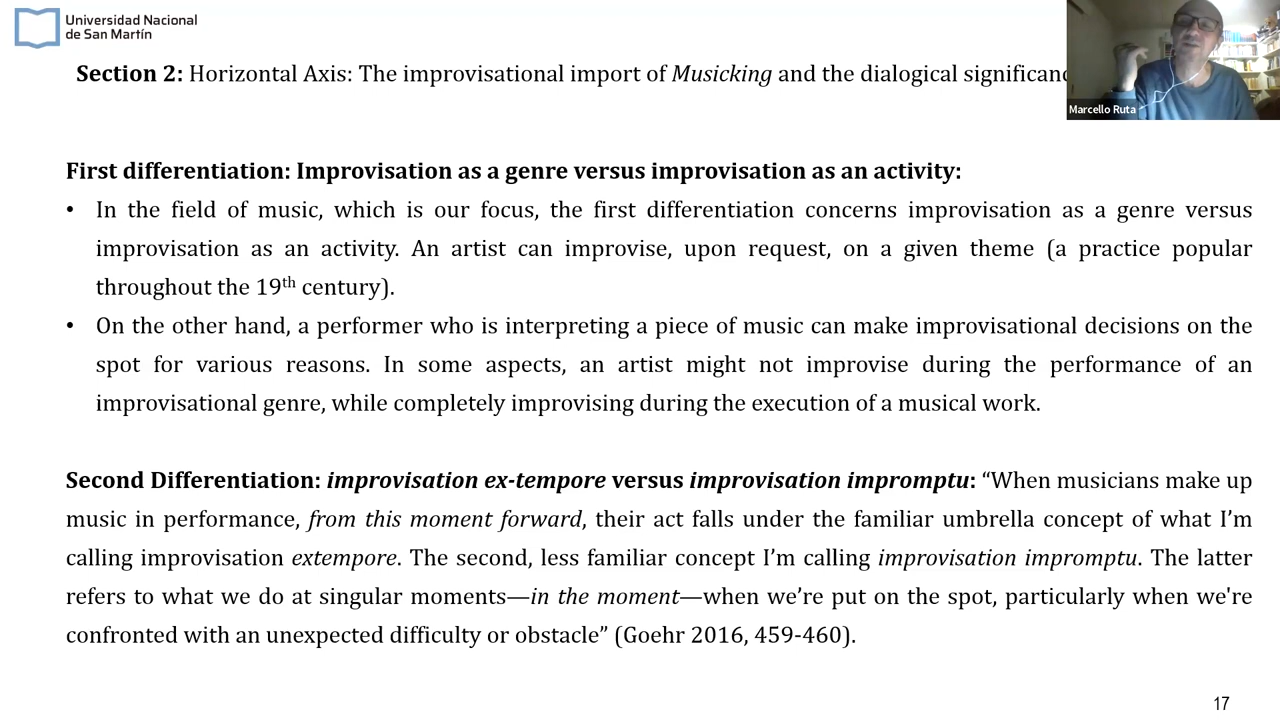 Universidad Nacional
de San Martín
Section 2: Horizontal Axis: The improvisational import of Musicking and the dialogical
Marcello Ruta
First differentiation: Improvisation as a genre versus improvisation as an activity:
• In the field of music, which is our focus, the first differentiation concerns improvisation as a genre versus
improvisation as an activity. An artist can improvise, upon request, on a given theme (a practice popular
throughout the 19th century).
• On the other hand, a performer who is interpreting a piece of music can make improvisational decisions on the
spot for various reasons. In some aspects, an artist might not improvise during the performance of an
improvisational genre, while completely improvising during the execution of a musical work.
Second Differentiation: improvisation ex-tempore versus improvisation impromptu: “When musicians make up
music in performance, from this moment forward, their act falls under the familiar umbrella concept of what I’m
calling improvisation extempore. The second, less familiar concept I’m calling improvisation impromptu. The latter
refers to what we do at singular moments—in the moment—when we’re put on the spot, particularly when we're
confronted with an unexpected difficulty or obstacle” (Goehr 2016, 459-460).
17